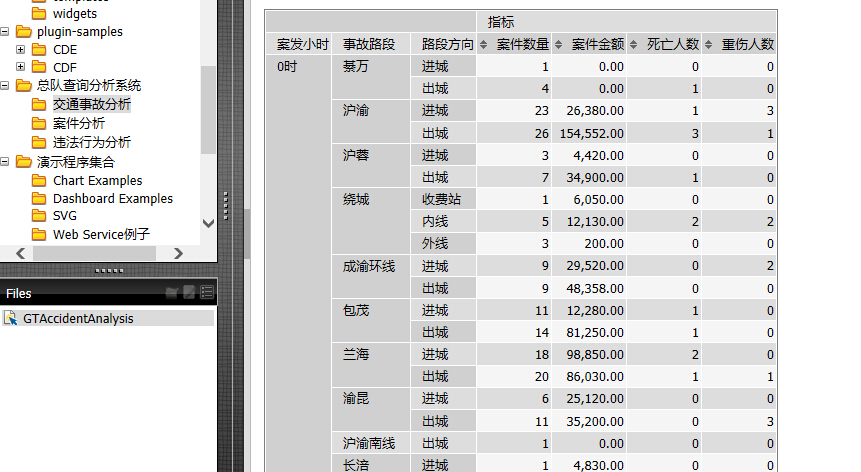 templates
widgets
plugin-samples
CDE
CDF
总队查询分析系统
交通事故分析
案件分析
违法行为分析
演示程序集合
Chart Examples
Dashboard Examples
SVG
Web Service例子
Files
GTAccidentAnalysis
指标
案发小时 事故路段 路段方向 案件数量 案件金额 死亡人数 重伤人数
0时 綦万 进城 1 0.00 0 0
出城 4 0.00 1 0
沪渝 进城 23 26,380.00 1 3
出城 26 154,552.00 3 1
沪蓉 进城 3 4,420.00 0 0
出城 7 34,900.00 1 0
绕城 收费站 1 6,050.00 0 0
内线 5 12,130.00 2 2
外线 3 200.00 0 0
成渝环线 进城 9 29,520.00 0 2
出城 9 48,358.00 0 0
包茂 进城 11 12,280.00 1 0
出城 14 81,250.00 1 0
兰海 进城 18 98,850.00 2 0
出城 20 86,030.00 1 1
渝昆 进城 6 25,120.00 0 0
出城 11 35,200.00 0 3
沪渝南线 出城 1 0.00 0 0
长涪 进城 1 4,830.00 0 0